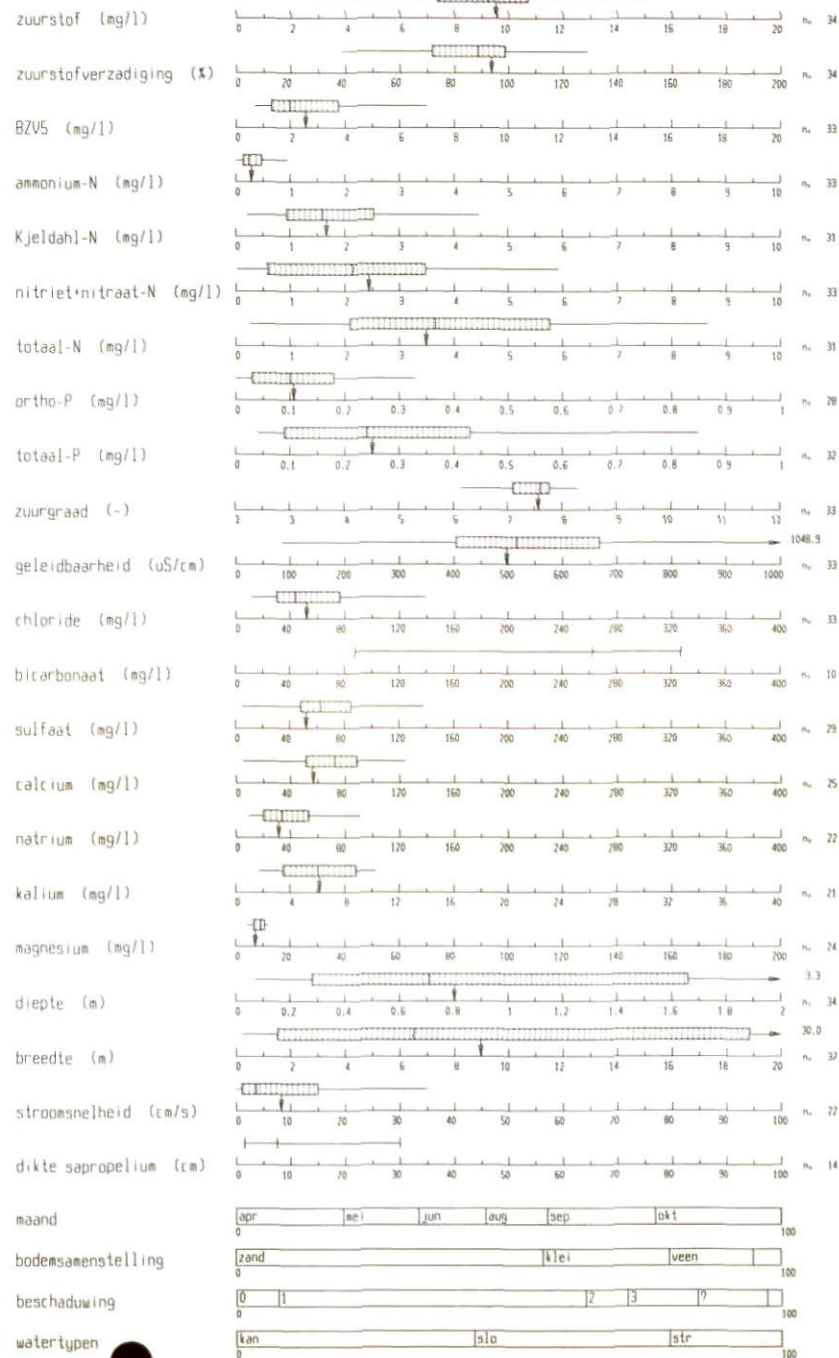 zuurstof (mg/l) 0 2 4 6 8 10 12 14 16 18 20 n= 34
zuurstofverzadiging (%) 0 20 40 60 80 100 120 140 160 180 200 n= 34
BZV5 (mg/l) 0 2 4 6 8 10 12 14 16 18 20 n= 33
ammonium-N (mg/l) 0 1 2 3 4 5 6 7 8 9 10 n= 33
Kjeldahl-N (mg/l) 0 1 2 3 4 5 6 7 8 9 10 n= 31
nitriet+nitraat-N (mg/l) 0 1 2 3 4 5 6 7 8 9 10 n= 33
totaal-N (mg/l) 0 1 2 3 4 5 6 7 8 9 10 n= 31
ortho-P (mg/l) 0 0.1 0.2 0.3 0.4 0.5 0.6 0.7 0.8 0.9 1 n= 28
totaal-P (mg/l) 0 0.1 0.2 0.3 0.4 0.5 0.6 0.7 0.8 0.9 1 n= 32
zuurgraad (-) 2 3 4 5 6 7 8 9 10 11 12 n= 33
1048.9
geleidbaarheid (uS/cm) 0 100 200 300 400 500 600 700 800 900 1000 n= 33
chloride (mg/l) 0 40 80 120 160 200 240 280 320 360 400 n= 33
bicarbonaat (mg/l) 0 40 80 120 160 200 240 280 320 360 400 n= 10
sulfaat (mg/l) 0 40 80 120 160 200 240 280 320 360 400 n= 29
calcium (mg/l) 0 40 80 120 160 200 240 280 320 360 400 n= 25
natrium (mg/l) 0 40 80 120 160 200 240 280 320 360 400 n= 22
kalium (mg/l) 0 4 8 12 16 20 24 28 32 36 40 n= 21
magnesium (mg/l) 0 20 40 60 80 100 120 140 160 180 200 n= 24
3.3
diepte (m) 0 0.2 0.4 0.6 0.8 1 1.2 1.4 1.6 1.8 2 n= 34
30.0
breedte (m) 0 2 4 6 8 10 12 14 16 18 20 n= 32
stroomsnelheid (cm/s) 0 10 20 30 40 50 60 70 80 90 100 n= 22
dikte sapropelium (cm) 0 10 20 30 40 50 60 70 80 90 100 n= 14
maand apr mei jun aug sep okt
0 100
bodemsamenstelling zand klei veen
0 100
beschaduwing 0 1 2 3 ?
0 100
watertypen kan slo str
0 100